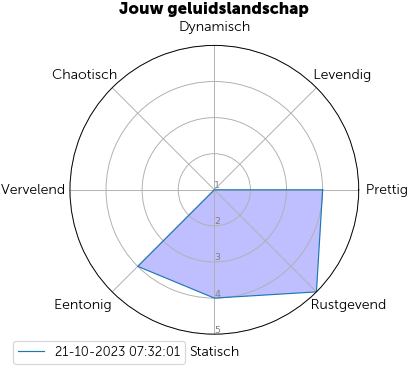 Jouw geluidslandschap
Dynamisch
Chaotisch
Levendig
Vervelend
1
Prettig
2
3
4
Eentonig
Rustgevend
5
21-10-2023 07:32:01
Statisch